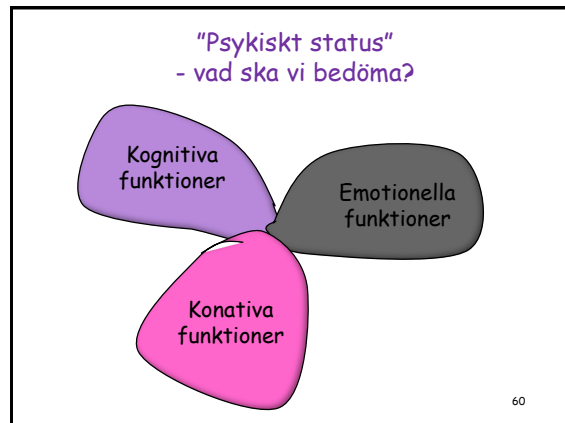 ”Psykiskt status”
- vad ska vi bedöma?
Kognitiva
funktioner
Emotionella
funktioner
Konativa
funktioner
60